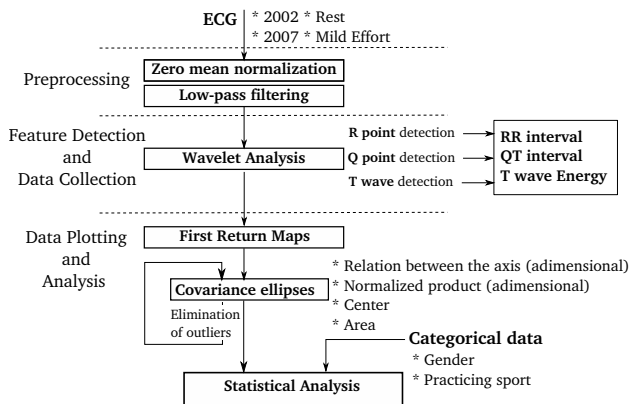 ECG * 2002 * Rest
* 2007 * Mild Effort
Preprocessing
Zero mean normalization
Low-pass filtering
Feature Detection
and
Data Collection
Wavelet Analysis
R point detection
Q point detection
T wave detection
RR interval
QT interval
T wave Energy
Data Plotting
and
Analysis
First Return Maps
Covariance ellipses
Elimination
of outliers
* Relation between the axis (adimensional)
* Normalized product (adimensional)
* Center
* Area
Categorical data
* Gender
* Practicing sport
Statistical Analysis